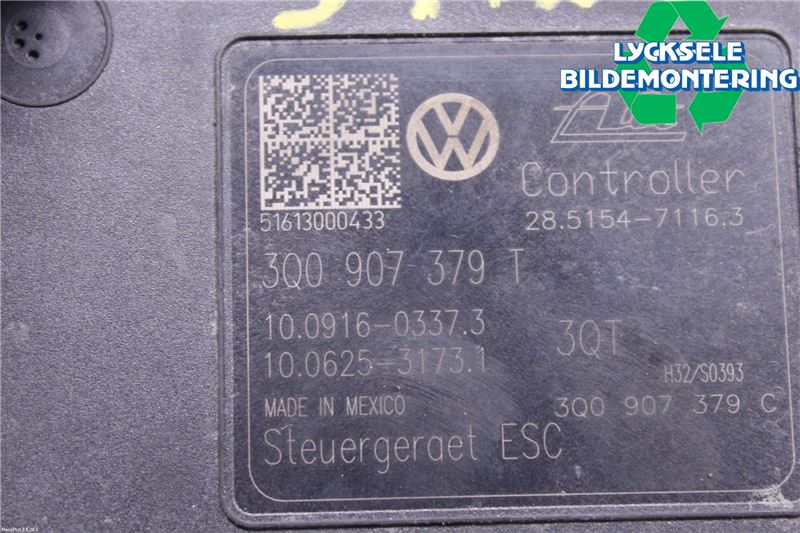 LYCKSELE
BILDEMONTERING
Ate
Controller
51613000433
28.5154-7116.3
3Q0 907 379 T
10.0916-0337.3
3QT
10.0625-3173.1
H32/S0393
MADE IN MEXICO
3Q0 907 379 C
Steuergeraet ESC